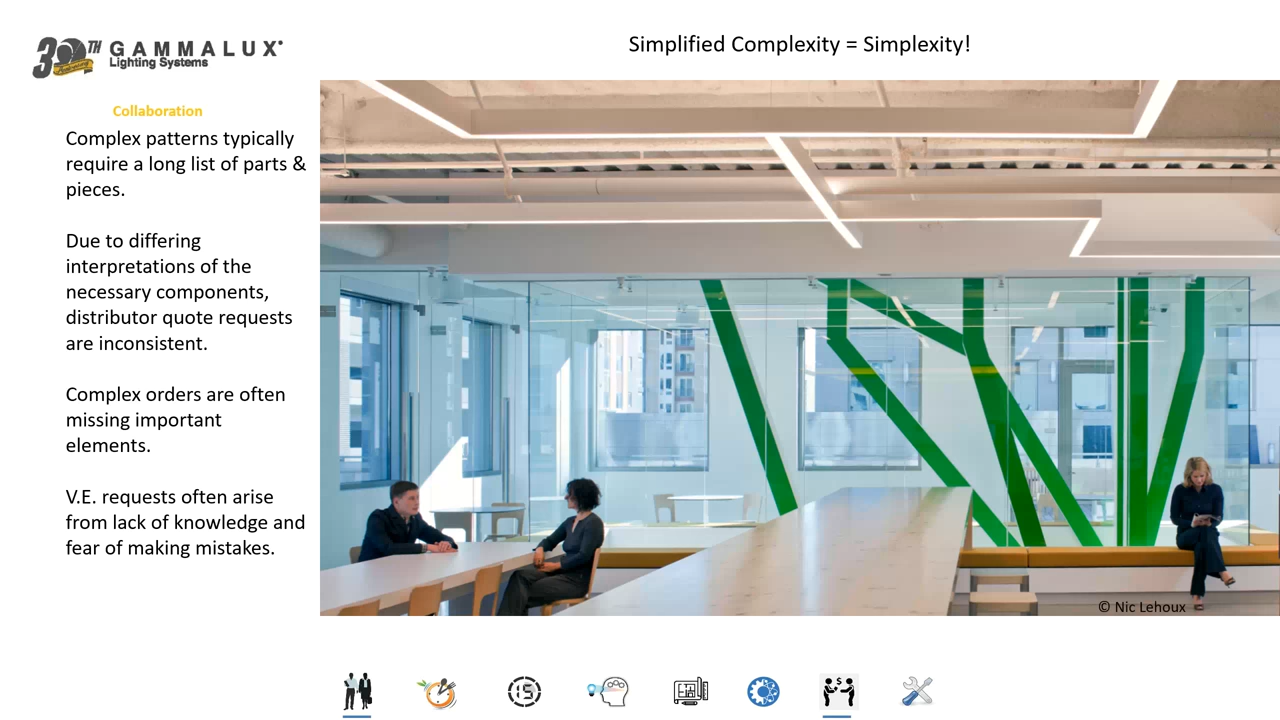 30TH
Anniversary
GAMMALUX
Lighting Systems
Simplified Complexity = Simplexity!
Collaboration
Complex patterns typically
require a long list of parts &
pieces.
Due to differing
interpretations of the
necessary components,
distributor quote requests
are inconsistent.
Complex orders are often
missing important
elements.
V.E. requests often arise
from lack of knowledge and
fear of making mistakes.
© Nic Lehoux
15
$